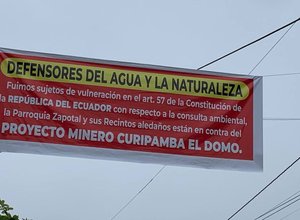 DEFENSORES DEL AGUA Y LA NATURALEZA
Fuimos sujetos de vulneración en el art. 57 de la Constitución de
la REPÚBLICA DEL ECUADOR con respecto a la consulta ambiental,
la Parroquia Zapotal y sus Recintos aledaños están en contra del
PROYECTO MINERO CURIPAMBA EL DOMO.